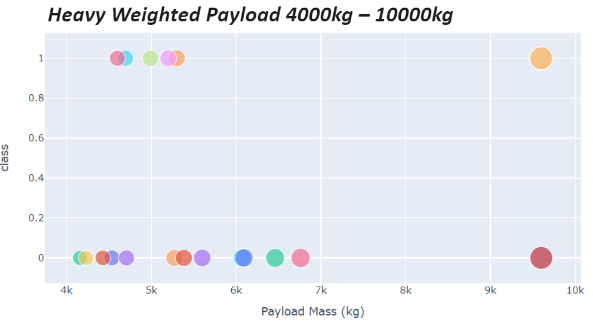 Heavy Weighted Payload 4000kg – 10000kg
class
1
0.8
0.6
0.4
0.2
0
4k 5k 6k 7k 8k 9k 10k
Payload Mass (kg)